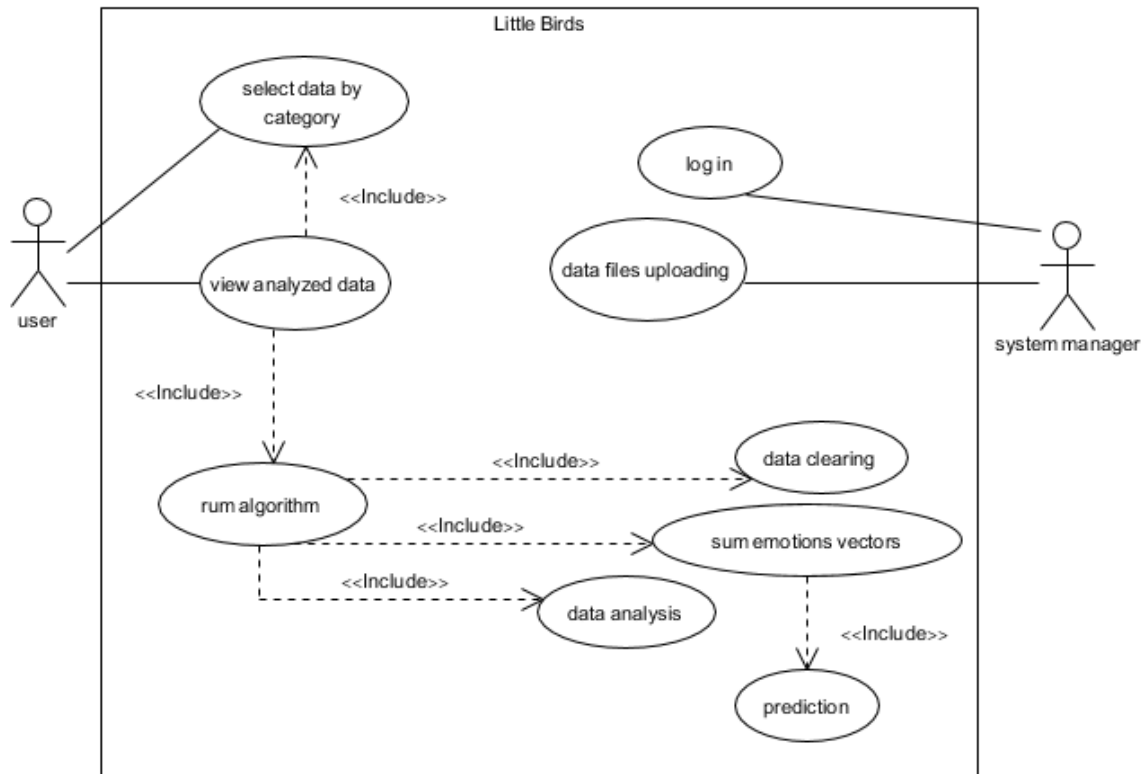 Little Birds
select data by
category
log in
<<Include>>
data files uploading
view analyzed data
user
system manager
<<Include>>
data clearing
<<Include>>
rum algorithm
<<Include>>
sum emotions vectors
<<Include>>
data analysis
<<Include>>
prediction